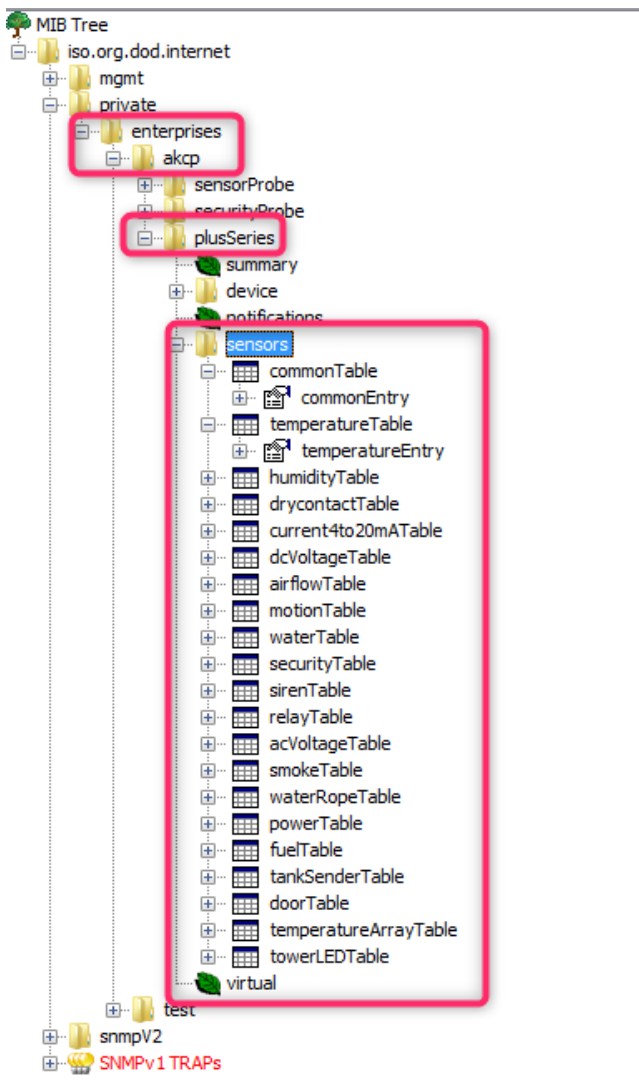 MIB Tree
iso.org.dod.internet
mgmt
private
enterprises
akcp
sensorProbe
securityProbe
plusSeries
summary
device
notifications
sensors
commonTable
commonEntry
temperatureTable
temperatureEntry
humidityTable
drycontactTable
current4to20mATable
dcVoltageTable
airflowTable
motionTable
waterTable
securityTable
sirenTable
relayTable
acVoltageTable
smokeTable
waterRopeTable
powerTable
fuelTable
tankSenderTable
doorTable
temperatureArrayTable
towerLEDTable
virtual
test
snmpV2
SNMPv1 TRAPs